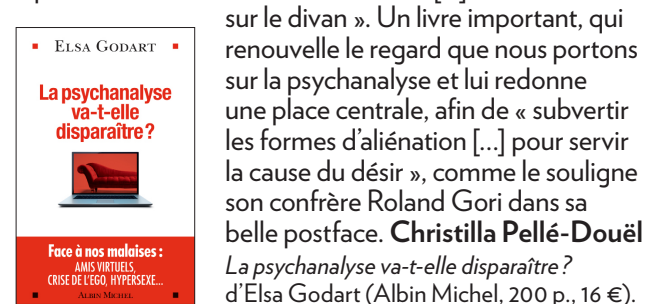 sur le divan ». Un livre important, qui
renouvelle le regard que nous portons
sur la psychanalyse et lui redonne
une place centrale, afin de « subvertir
les formes d’aliénation […] pour servir
la cause du désir », comme le souligne
son confrère Roland Gori dans sa
belle postface. Christilla Pellé-Douël
La psychanalyse va-t-elle disparaître ?
d’Elsa Godart (Albin Michel, 200 p., 16 €).
Elsa Godart
La psychanalyse
va-t-elle
disparaître ?
Face à nos malaises :
AMIS VIRTUELS,
CRISE DE L’EGO, HYPERSEXE…
Albin Michel